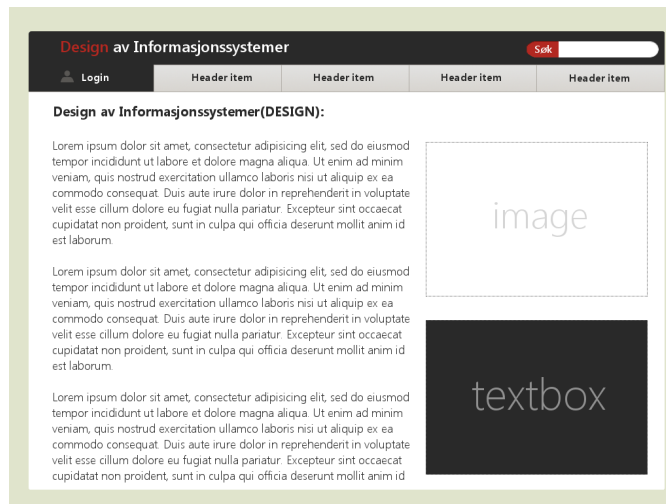 Design av Informasjonssystemer
Søk
Login
Header item
Header item
Header item
Header item
Design av Informasjonssystemer(DESIGN):
Lorem ipsum dolor sit amet, consectetur adipisicing elit, sed do eiusmod
tempor incididunt ut labore et dolore magna aliqua. Ut enim ad minim
veniam, quis nostrud exercitation ullamco laboris nisi ut aliquip ex ea
commodo consequat. Duis aute irure dolor in reprehenderit in voluptate
velit esse cillum dolore eu fugiat nulla pariatur. Excepteur sint occaecat
cupidatat non proident, sunt in culpa qui officia deserunt mollit anim id
est laborum.
Lorem ipsum dolor sit amet, consectetur adipisicing elit, sed do eiusmod
tempor incididunt ut labore et dolore magna aliqua. Ut enim ad minim
veniam, quis nostrud exercitation ullamco laboris nisi ut aliquip ex ea
commodo consequat. Duis aute irure dolor in reprehenderit in voluptate
velit esse cillum dolore eu fugiat nulla pariatur. Excepteur sint occaecat
cupidatat non proident, sunt in culpa qui officia deserunt mollit anim id
est laborum.
Lorem ipsum dolor sit amet, consectetur adipisicing elit, sed do eiusmod
tempor incididunt ut labore et dolore magna aliqua. Ut enim ad minim
veniam, quis nostrud exercitation ullamco laboris nisi ut aliquip ex ea
commodo consequat. Duis aute irure dolor in reprehenderit in voluptate
velit esse cillum dolore eu fugiat nulla pariatur. Excepteur sint occaecat
cupidatat non proident, sunt in culpa qui officia deserunt mollit anim id
image
textbox